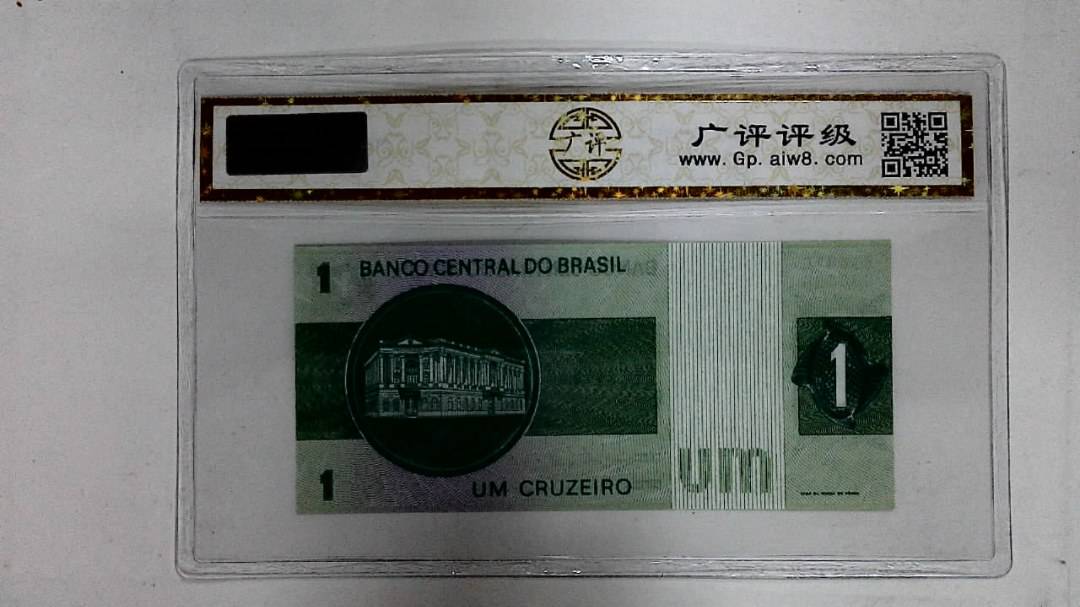 广评
广评评级
www. Gp. aiw8. com
1 BANCO CENTRAL DO BRASIL
1
1 UM CRUZEIRO
um